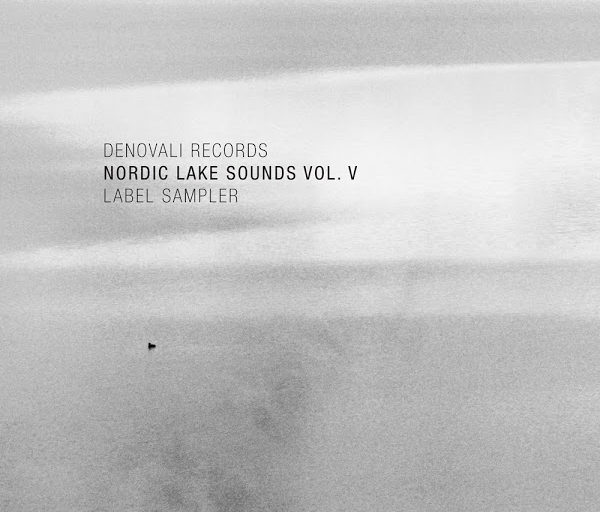 DENOVALI RECORDS
NORDIC LAKE SOUNDS VOL. V
LABEL SAMPLER